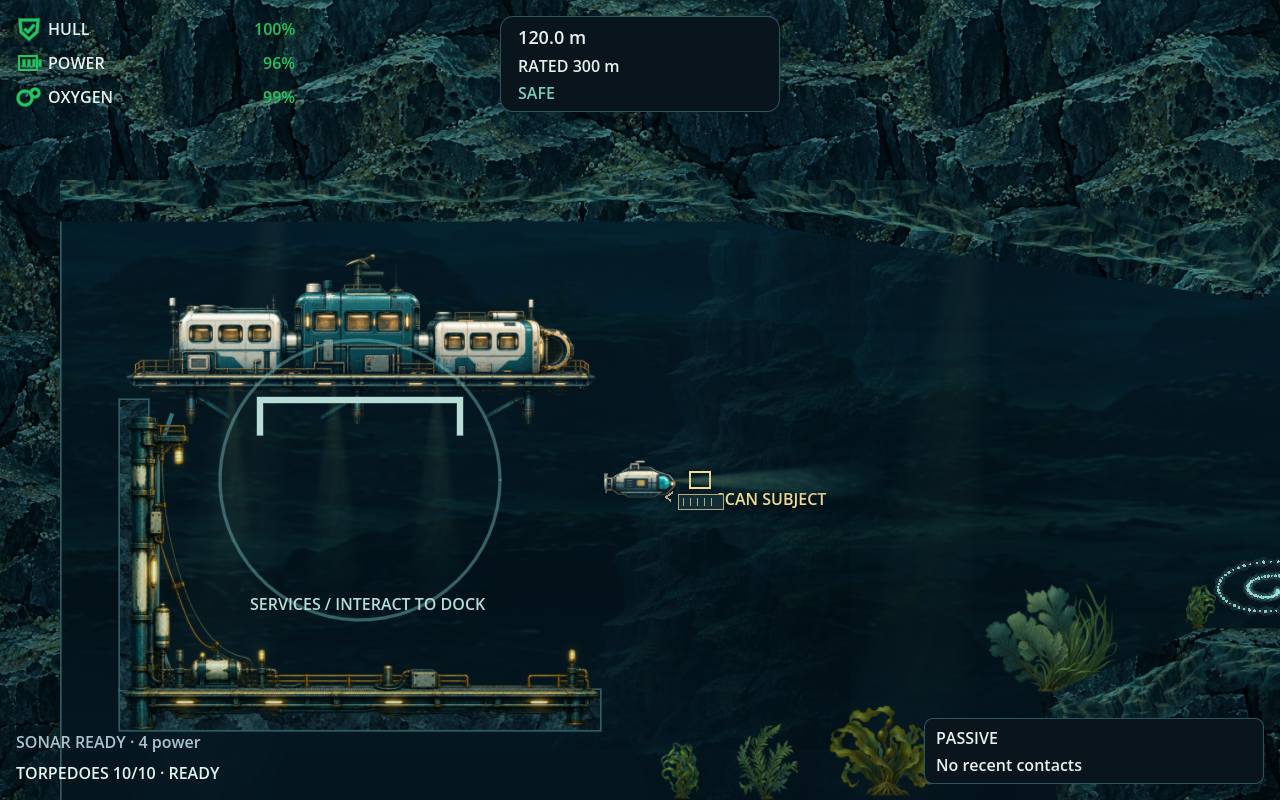 HULL 100%
POWER 96%
OXYGEN 99%
120.0 m
RATED 300 m
SAFE
CAN SUBJECT
SERVICES / INTERACT TO DOCK
SONAR READY · 4 power
TORPEDOES 10/10 · READY
PASSIVE
No recent contacts